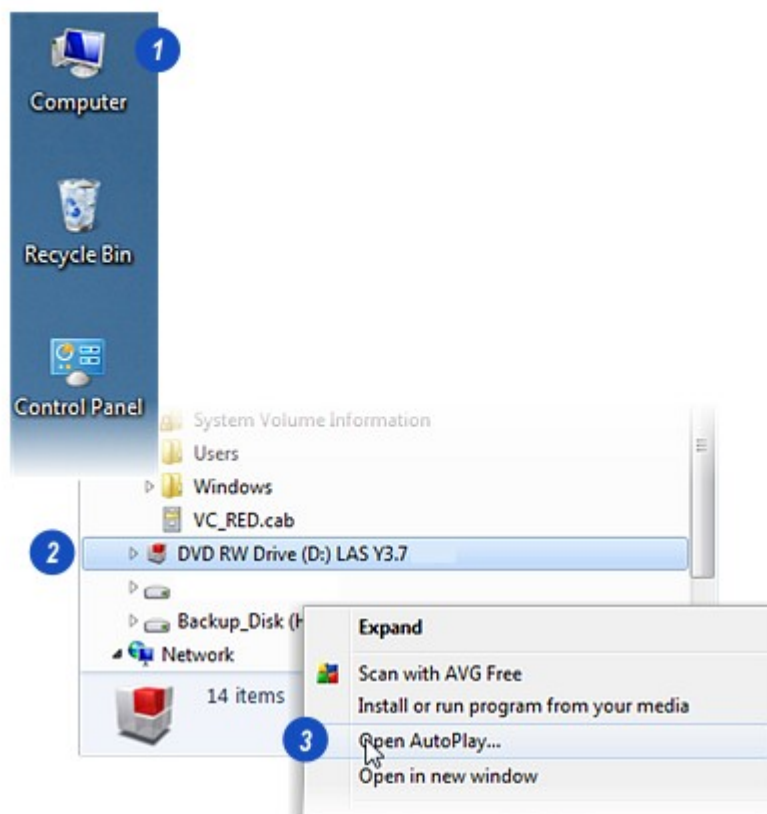 1
Computer
Recycle Bin
Control Panel
System Volume Information
Users
Windows
VC_RED.cab
2
DVD RW Drive (D:) LAS Y3.7
Backup_Disk (H
Network
14 items
Expand
Scan with AVG Free
Install or run program from your media
3
Open AutoPlay...
Open in new window